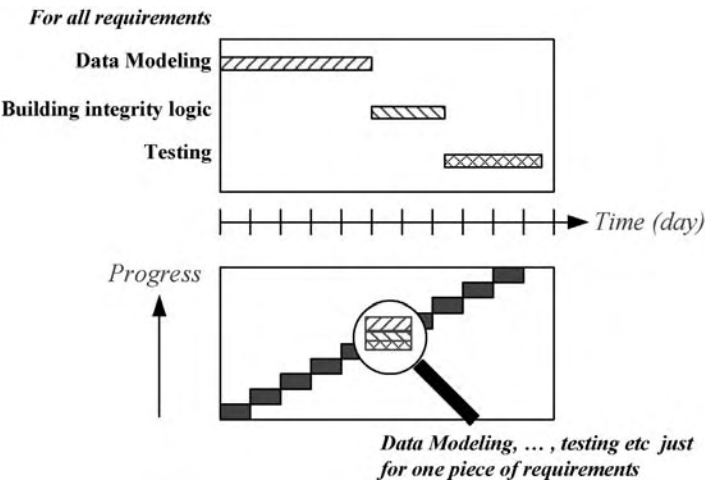 For all requirements
Data Modeling
Building integrity logic
Testing
Time (day)
Progress
Data Modeling, … , testing etc just
for one piece of requirements